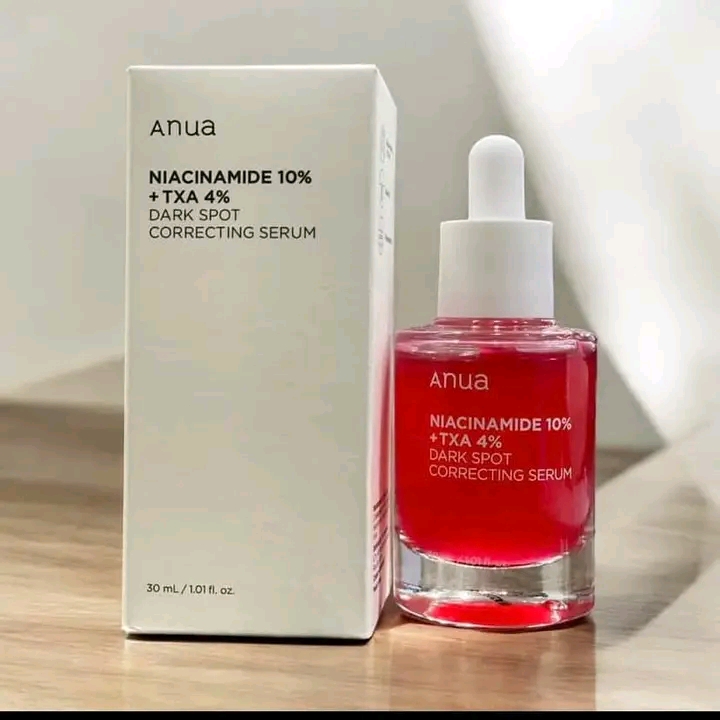 Anua
NIACINAMIDE 10%
+ TXA 4%
DARK SPOT
CORRECTING SERUM
30 mL / 1.01 fl. oz.
Anua
NIACINAMIDE 10%
+TXA 4%
DARK SPOT
CORRECTING SERUM